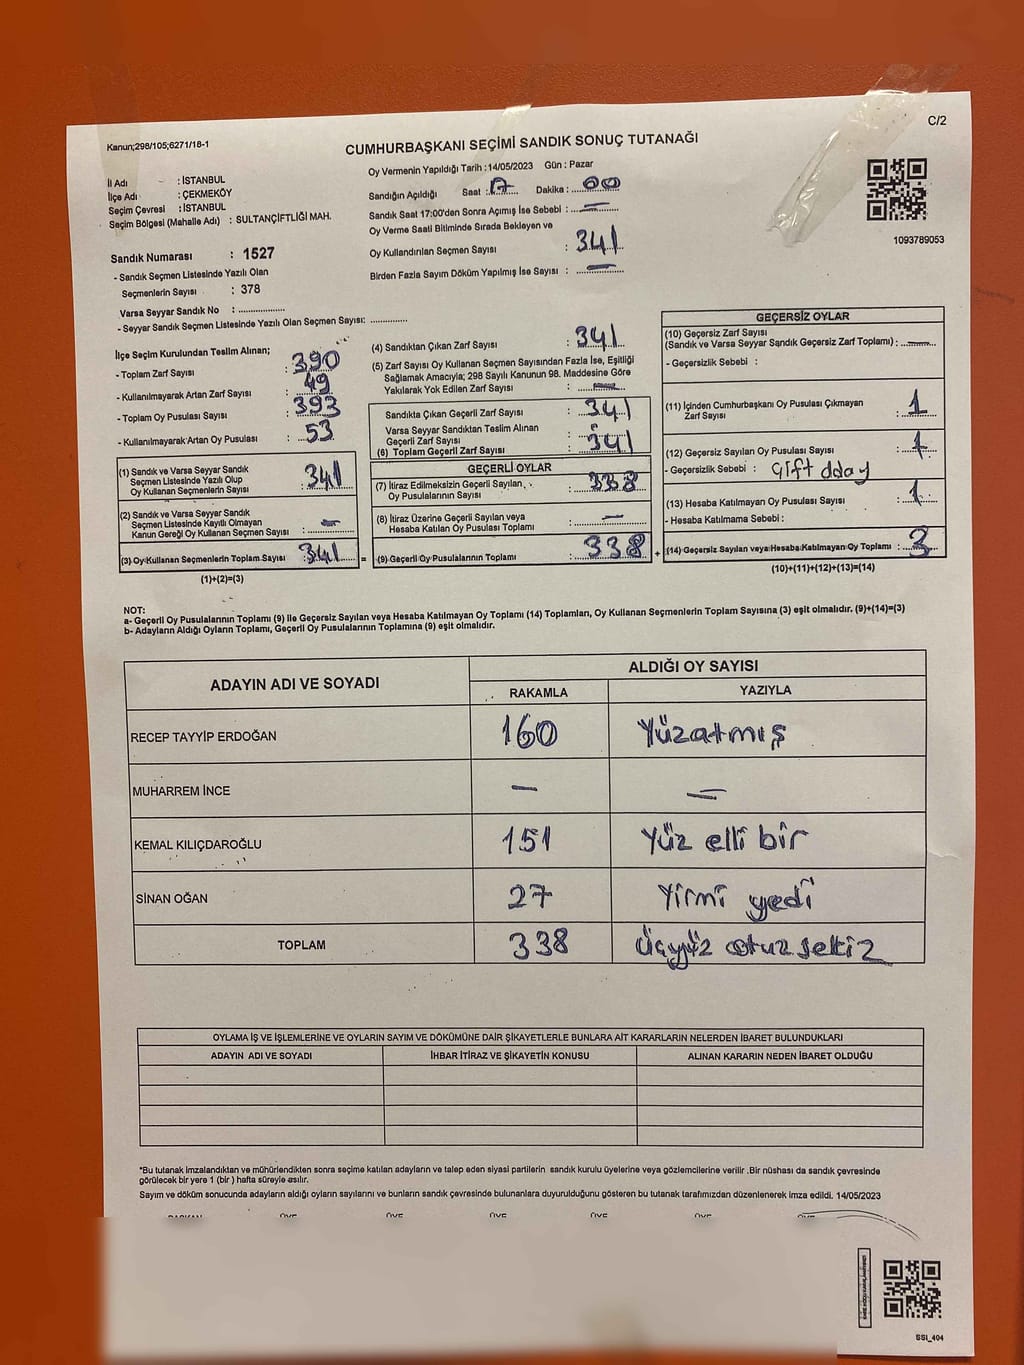 Kanun;298/105;6271/18-1
C/2
CUMHURBAŞKANI SEÇİMİ SANDIK SONUÇ TUTANAĞI
İl Adı : İSTANBUL
İlçe Adı : ÇEKMEKÖY
Seçim Çevresi : İSTANBUL
Seçim Bölgesi (Mahalle Adı) : SULTANÇİFTLİĞİ MAH.
Sandık Numarası : 1527
- Sandık Seçmen Listesinde Yazılı Olan
Seçmenlerin Sayısı : 378
Varsa Seyyar Sandık No : ..................
- Seyyar Sandık Seçmen Listesinde Yazılı Olan Seçmen Sayısı: ..............
Oy Vermenin Yapıldığı Tarih :14/05/2023 Gün : Pazar
Sandığın Açıldığı Saat : 17 Dakika : 00
Sandık Saat 17:00'den Sonra Açımış İse Sebebi : —
Oy Verme Saati Bitiminde Sırada Bekleyen ve
Oy Kullandırılan Seçmen Sayısı : 341
Birden Fazla Sayım Döküm Yapılmış İse Sayısı : —
1093789053
İlçe Seçim Kurulundan Teslim Alınan;
- Toplam Zarf Sayısı : 390
- Kullanılmayarak Artan Zarf Sayısı : 49
- Toplam Oy Pusulası Sayısı : 393
- Kullanılmayarak Artan Oy Pusulası : 53
(1) Sandık ve Varsa Seyyar Sandık
Seçmen Listesinde Yazılı Olup
Oy Kullanan Seçmenlerin Sayısı : 341
(2) Sandık ve Varsa Seyyar Sandık
Seçmen Listesinde Kayıtlı Olmayan
Kanun Gereği Oy Kullanan Seçmen Sayısı : —
(3) Oy Kullanan Seçmenlerin Toplam Sayısı : 341 =
(1)+(2)=(3)
(4) Sandıktan Çıkan Zarf Sayısı : 341
(5) Zarf Sayısı Oy Kullanan Seçmen Sayısından Fazla İse, Eşitliği
Sağlamak Amacıyla; 298 Sayılı Kanunun 98. Maddesine Göre
Yakılarak Yok Edilen Zarf Sayısı : —
Sandıkta Çıkan Geçerli Zarf Sayısı : 341
Varsa Seyyar Sandıktan Teslim Alınan
Geçerli Zarf Sayısı :
(6) Toplam Geçerli Zarf Sayısı : 341
GEÇERLİ OYLAR
(7) İtiraz Edilmeksizin Geçerli Sayılan,
Oy Pusulalarının Sayısı : 338
(8) İtiraz Üzerine Geçerli Sayılan veya
Hesaba Katılan Oy Pusulası Toplamı : —
(9) Geçerli Oy Pusulalarının Toplamı : 338 +
GEÇERSİZ OYLAR
(10) Geçersiz Zarf Sayısı
(Sandık ve Varsa Seyyar Sandık Geçersiz Zarf Toplamı) : —
- Geçersizlik Sebebi :
(11) İçinden Cumhurbaşkanı Oy Pusulası Çıkmayan
Zarf Sayısı : 1
(12) Geçersiz Sayılan Oy Pusulası Sayısı : 1
- Geçersizlik Sebebi : Çift dday
(13) Hesaba Katılmayan Oy Pusulası Sayısı : 1
- Hesaba Katılmama Sebebi :
(14) Geçersiz Sayılan veya Hesaba Katılmayan Oy Toplamı : 3
(10)+(11)+(12)+(13)=(14)
NOT:
a- Geçerli Oy Pusulalarının Toplamı (9) ile Geçersiz Sayılan veya Hesaba Katılmayan Oy Toplamı (14) Toplamları, Oy Kullanan Seçmenlerin Toplam Sayısına (3) eşit olmalıdır. (9)+(14)=(3)
b- Adayların Aldığı Oyların Toplamı, Geçerli Oy Pusulalarının Toplamına (9) eşit olmalıdır.
ADAYIN ADI VE SOYADI ALDIĞI OY SAYISI
RAKAMLA YAZIYLA
RECEP TAYYİP ERDOĞAN 160 Yüzatmış
MUHARREM İNCE — —
KEMAL KILIÇDAROĞLU 151 Yüz elli bir
SİNAN OĞAN 27 Yirmi yedi
TOPLAM 338 Üçyüz otuz sekiz
OYLAMA İŞ VE İŞLEMLERİNE VE OYLARIN SAYIM VE DÖKÜMÜNE DAİR ŞİKAYETLERLE BUNLARA AİT KARARLARIN NELERDEN İBARET BULUNDUKLARI
ADAYIN ADI VE SOYADI İHBAR İTİRAZ VE ŞİKAYETİN KONUSU ALINAN KARARIN NEDEN İBARET OLDUĞU
*Bu tutanak imzalandıktan ve mühürlendikten sonra seçime katılan adayların ve talep eden siyasi partilerin sandık kurulu üyelerine veya gözlemcilerine verilir .Bir nüshası da sandık çevresinde
görülecek bir yere 1 (bir ) hafta süreyle asılır.
Sayım ve döküm sonucunda adayların aldığı oyların sayılarını ve bunların sandık çevresinde bulunanlara duyurulduğunu gösteren bu tutanak tarafımızdan düzenlenerek imza edildi. 14/05/2023
BAŞKAN ÜYE ÜYE ÜYE ÜYE ÜYE ÜYE
SSI_404